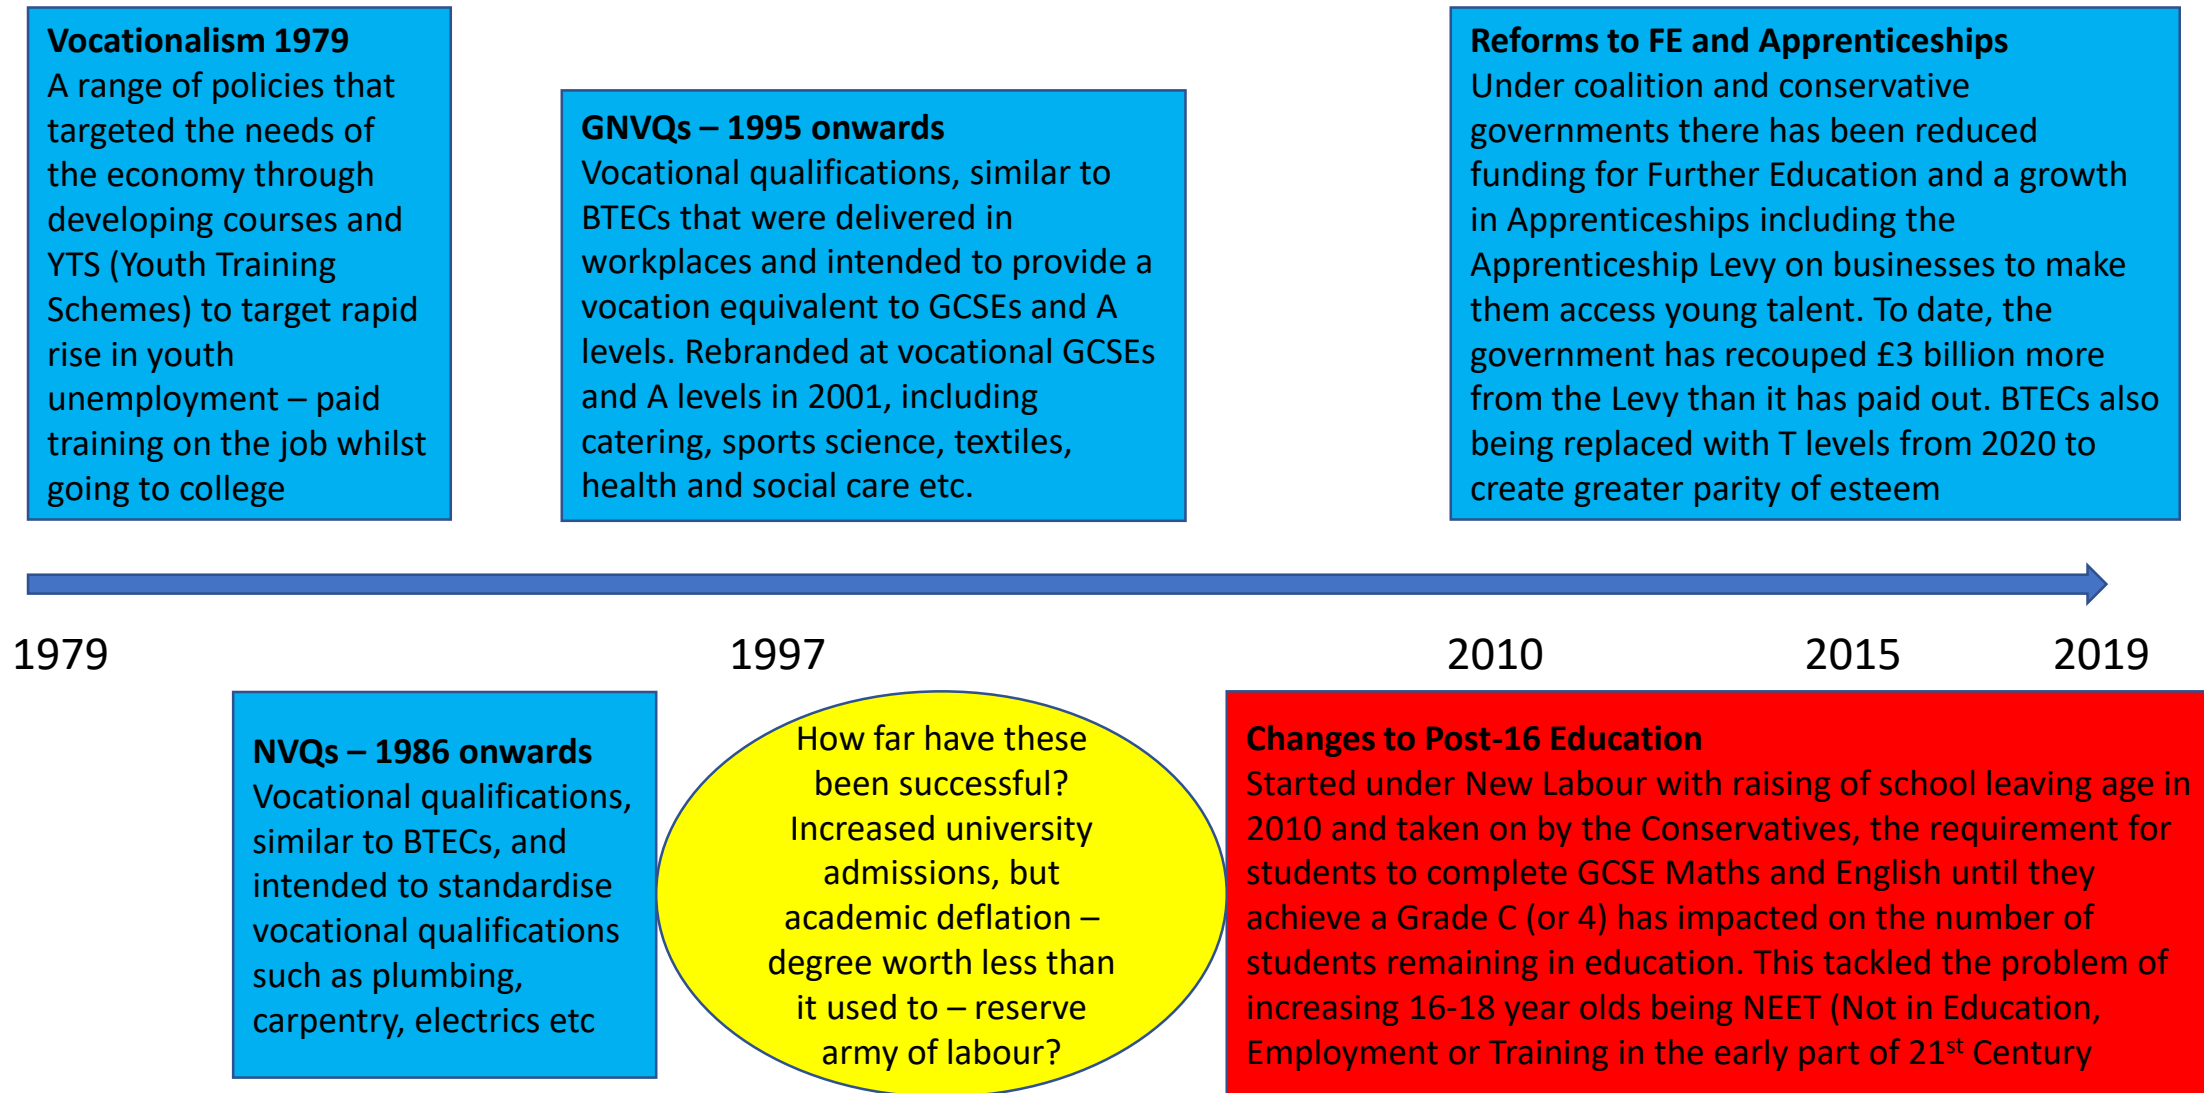 Vocationalism 1979
A range of policies that
targeted the needs of
the economy through
developing courses and
YTS (Youth Training
Schemes) to target rapid
rise in youth
unemployment – paid
training on the job whilst
going to college
GNVQs – 1995 onwards
Vocational qualifications, similar to
BTECs that were delivered in
workplaces and intended to provide a
vocation equivalent to GCSEs and A
levels. Rebranded at vocational GCSEs
and A levels in 2001, including
catering, sports science, textiles,
health and social care etc.
Reforms to FE and Apprenticeships
Under coalition and conservative
governments there has been reduced
funding for Further Education and a growth
in Apprenticeships including the
Apprenticeship Levy on businesses to make
them access young talent. To date, the
government has recouped £3 billion more
from the Levy than it has paid out. BTECs also
being replaced with T levels from 2020 to
create greater parity of esteem
1979 1997 2010 2015 2019
NVQs – 1986 onwards
Vocational qualifications,
similar to BTECs, and
intended to standardise
vocational qualifications
such as plumbing,
carpentry, electrics etc
How far have these
been successful?
Increased university
admissions, but
academic deflation –
degree worth less than
it used to – reserve
army of labour?
Changes to Post-16 Education
Started under New Labour with raising of school leaving age in
2010 and taken on by the Conservatives, the requirement for
students to complete GCSE Maths and English until they
achieve a Grade C (or 4) has impacted on the number of
students remaining in education. This tackled the problem of
increasing 16-18 year olds being NEET (Not in Education,
Employment or Training in the early part of 21st Century